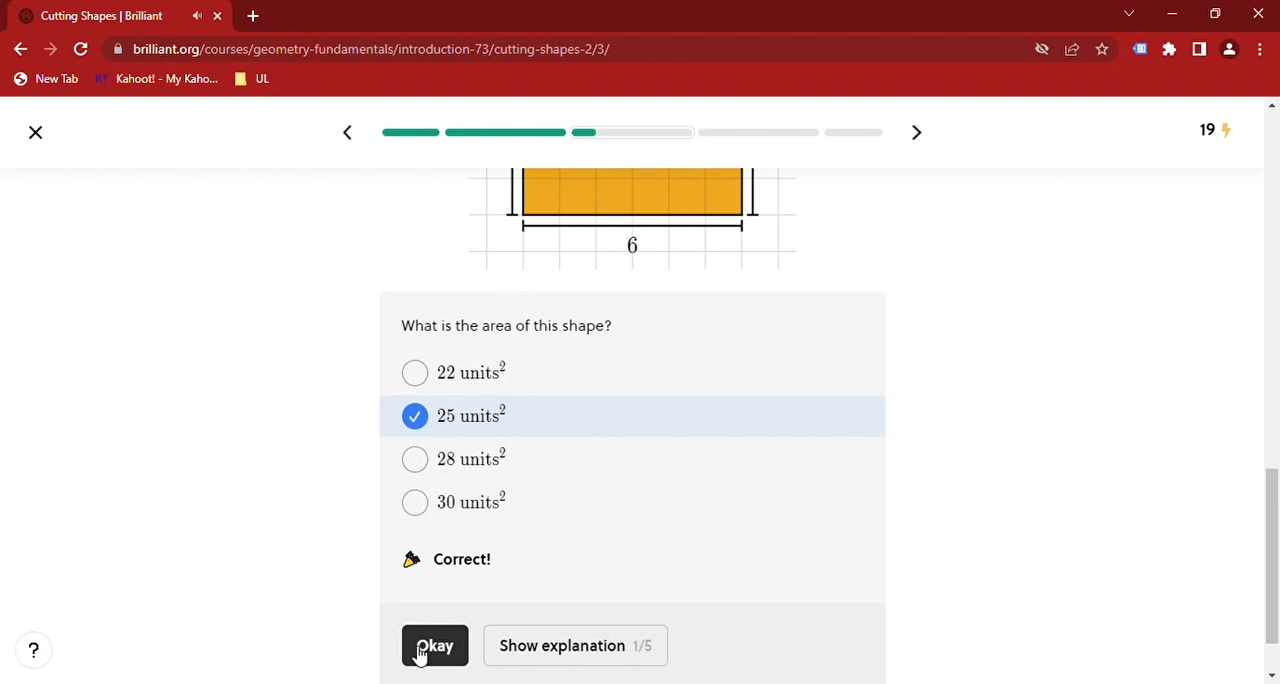 Cutting Shapes | Brilliant
brilliant.org/courses/geometry-fundamentals/introduction-73/cutting-shapes-2/3/
New Tab K! Kahoot! - My Kaho... UL
19
6
What is the area of this shape?
22 units²
25 units²
28 units²
30 units²
Correct!
Okay Show explanation 1/5
?